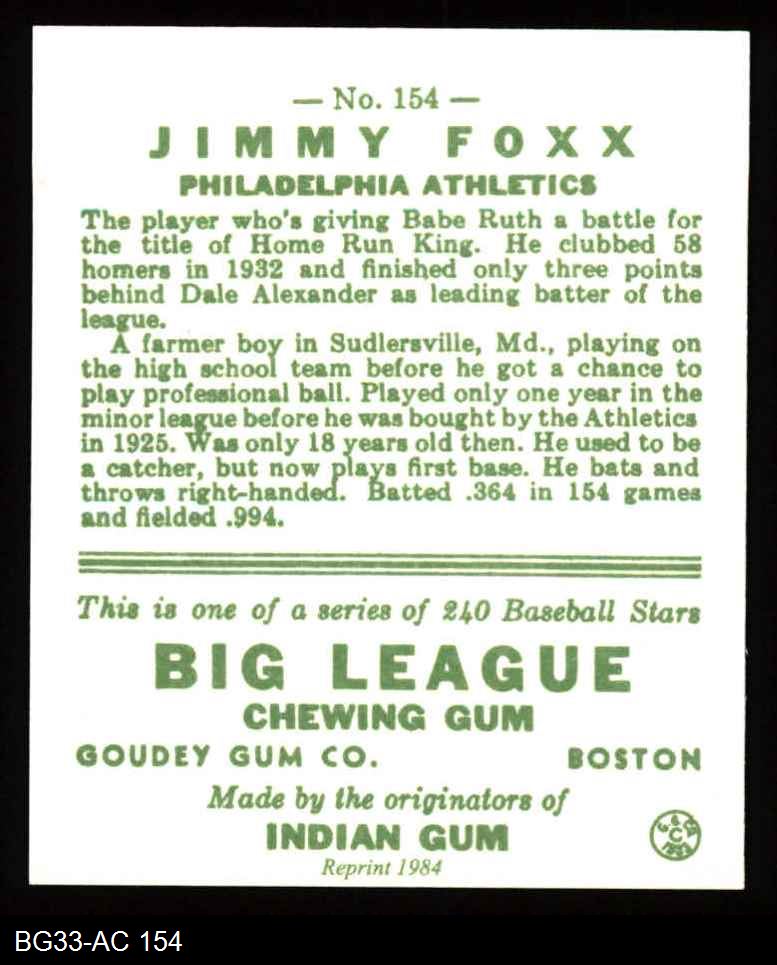 — No. 154 —
JIMMY FOXX
PHILADELPHIA ATHLETICS
The player who's giving Babe Ruth a battle for
the title of Home Run King. He clubbed 58
homers in 1932 and finished only three points
behind Dale Alexander as leading batter of the
league.
A farmer boy in Sudlersville, Md., playing on
the high school team before he got a chance to
play professional ball. Played only one year in the
minor league before he was bought by the Athletics
in 1925. Was only 18 years old then. He used to be
a catcher, but now plays first base. He bats and
throws right-handed. Batted .364 in 154 games
and fielded .994.
This is one of a series of 240 Baseball Stars
BIG LEAGUE
CHEWING GUM
GOUDEY GUM CO. BOSTON
Made by the originators of
INDIAN GUM
Reprint 1984
C
BG33-AC 154